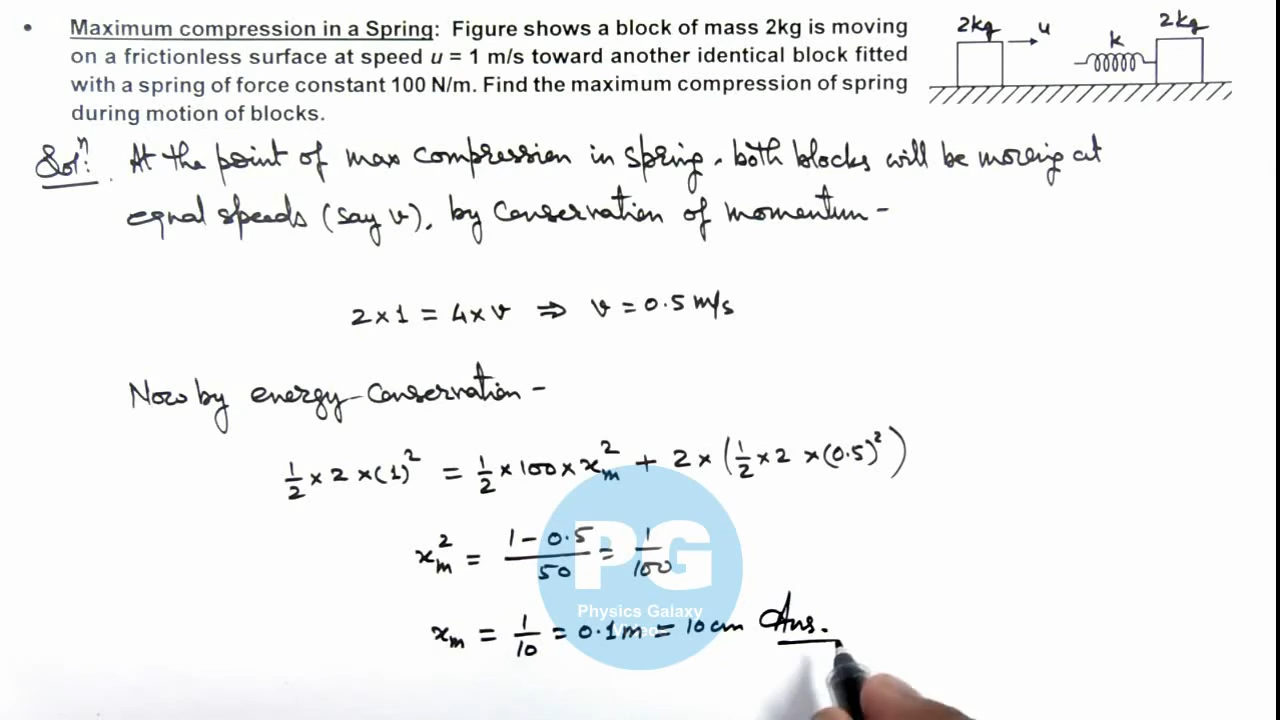 • Maximum compression in a Spring: Figure shows a block of mass 2kg is moving
on a frictionless surface at speed u = 1 m/s toward another identical block fitted
with a spring of force constant 100 N/m. Find the maximum compression of spring
during motion of blocks.
2kg u k 2kg
Solⁿ: At the point of max compression in spring, both blocks will be moving at
equal speeds (say v), by conservation of momentum -
2 × 1 = 4 × v ⇒ v = 0.5 m/s
Now by energy conservation -
1/2 × 2 × (1)² = 1/2 × 100 × x_m² + 2 × (1/2 × 2 × (0.5)²)
x_m² = (1 - 0.5)/50 = 1/100
x_m = 1/10 = 0.1m = 10cm Ans.
PG
Physics Galaxy